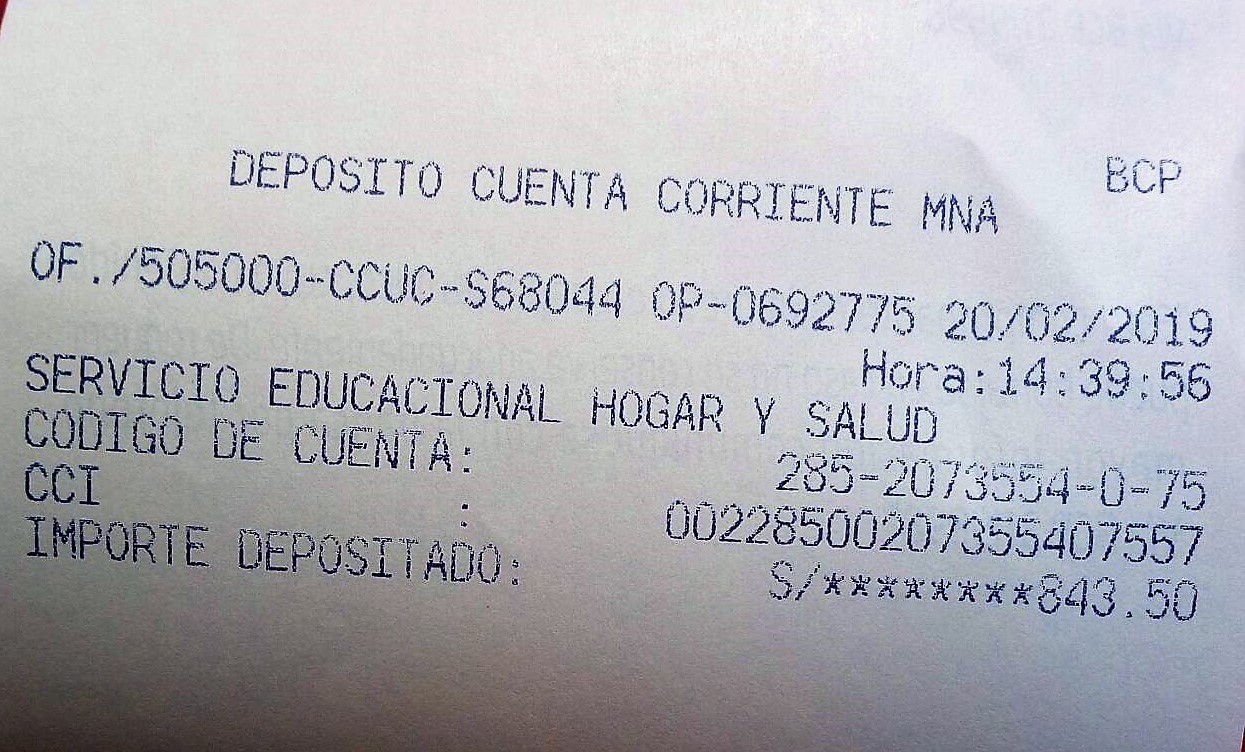 DEPOSITO CUENTA CORRIENTE MNA BCP
OF./505000-CCUC-S68044 OP-0692775 20/02/2019
Hora:14:39:56
SERVICIO EDUCACIONAL HOGAR Y SALUD
CODIGO DE CUENTA: 285-2073554-0-75
CCI : 00228500207355407557
IMPORTE DEPOSITADO: S/********843.50